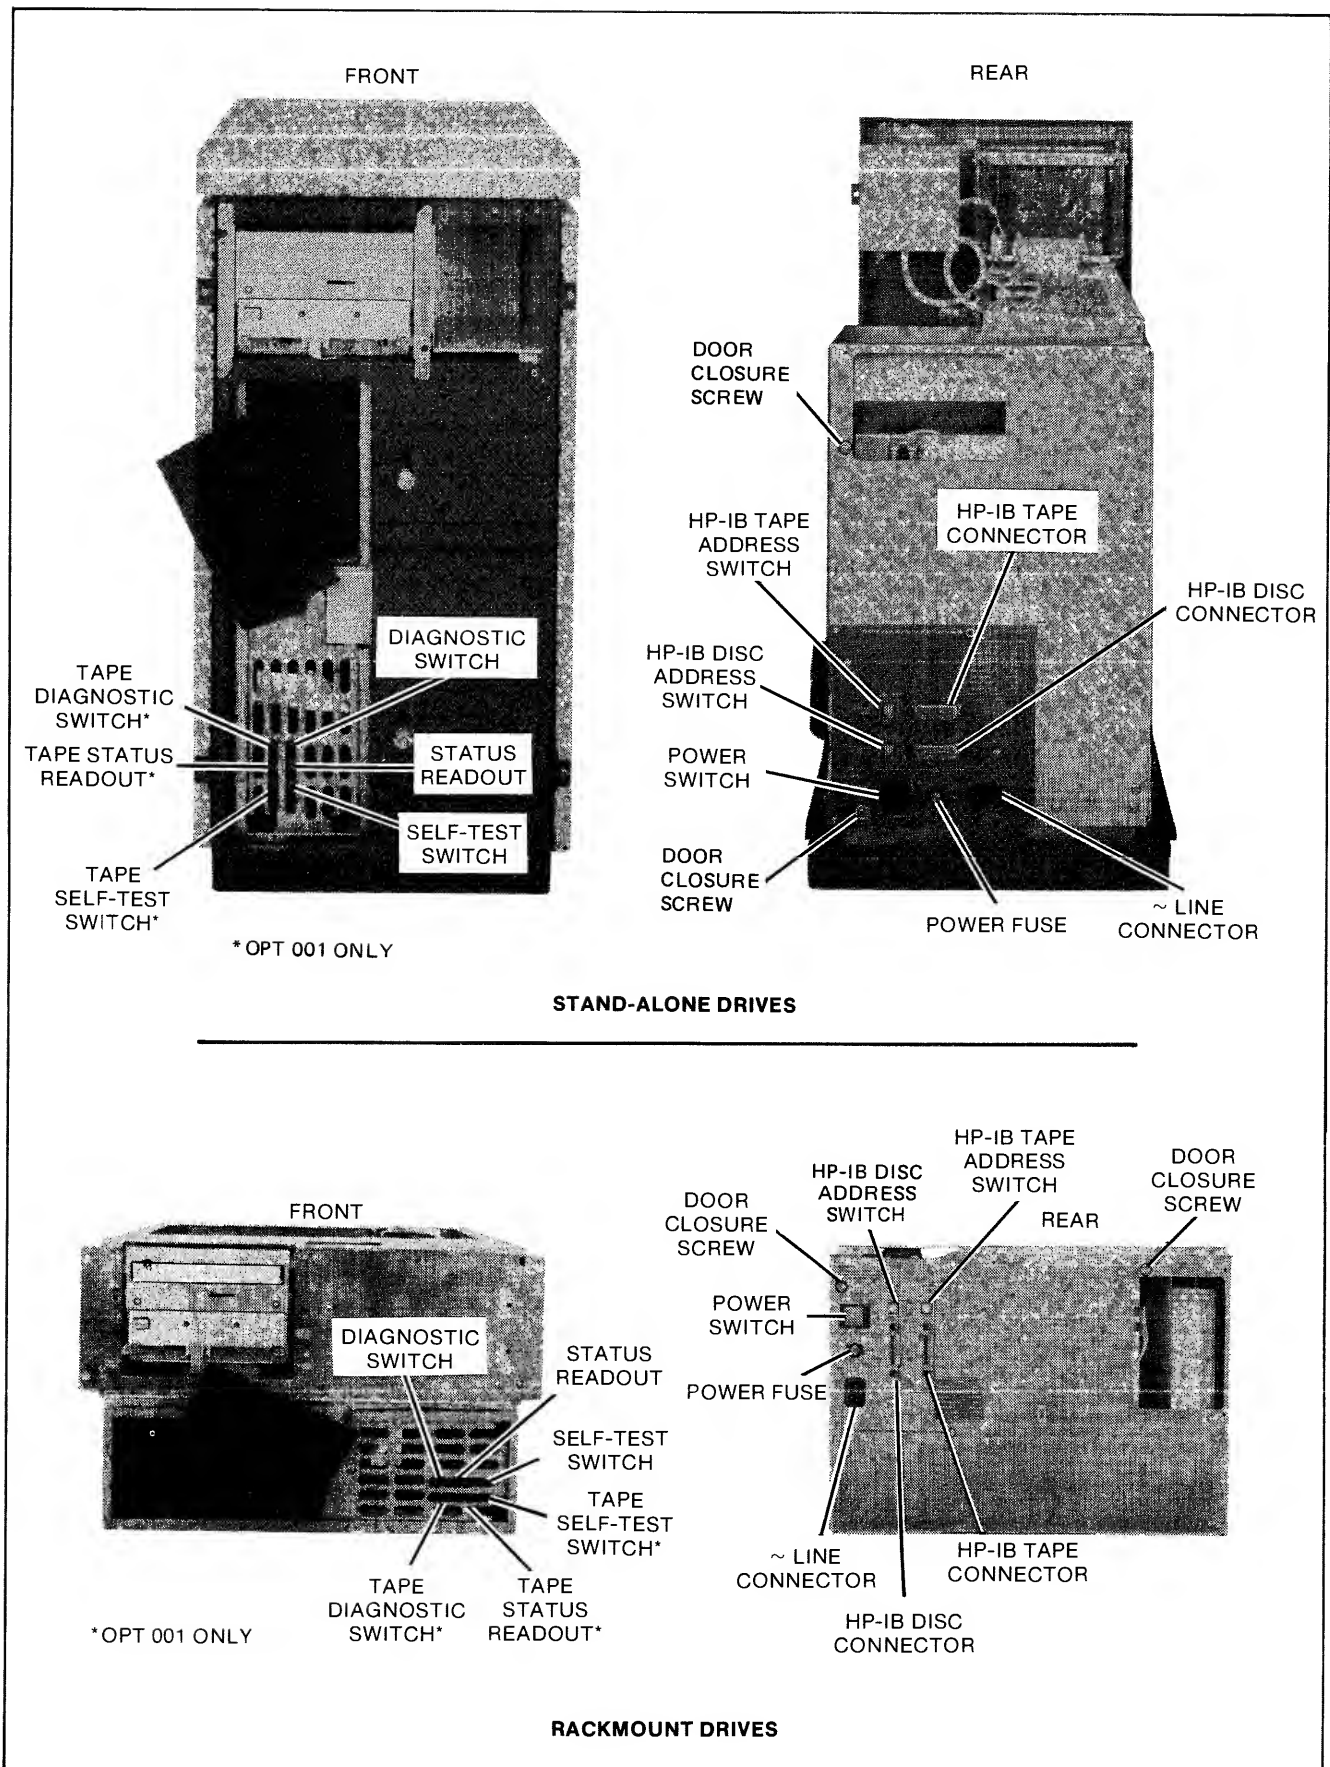 FRONT
TAPE
DIAGNOSTIC
SWITCH*
TAPE STATUS
READOUT*
TAPE
SELF-TEST
SWITCH*
DIAGNOSTIC
SWITCH
STATUS
READOUT
SELF-TEST
SWITCH
*OPT 001 ONLY
REAR
DOOR
CLOSURE
SCREW
HP-IB TAPE
ADDRESS
SWITCH
HP-IB TAPE
CONNECTOR
HP-IB DISC
CONNECTOR
HP-IB DISC
ADDRESS
SWITCH
POWER
SWITCH
DOOR
CLOSURE
SCREW
POWER FUSE
~ LINE
CONNECTOR
STAND-ALONE DRIVES
FRONT
DIAGNOSTIC
SWITCH
STATUS
READOUT
SELF-TEST
SWITCH
TAPE
SELF-TEST
SWITCH*
TAPE
DIAGNOSTIC
SWITCH*
TAPE
STATUS
READOUT*
*OPT 001 ONLY
DOOR
CLOSURE
SCREW
HP-IB DISC
ADDRESS
SWITCH
HP-IB TAPE
ADDRESS
SWITCH
REAR
DOOR
CLOSURE
SCREW
POWER
SWITCH
POWER FUSE
~ LINE
CONNECTOR
HP-IB DISC
CONNECTOR
HP-IB TAPE
CONNECTOR
RACKMOUNT DRIVES